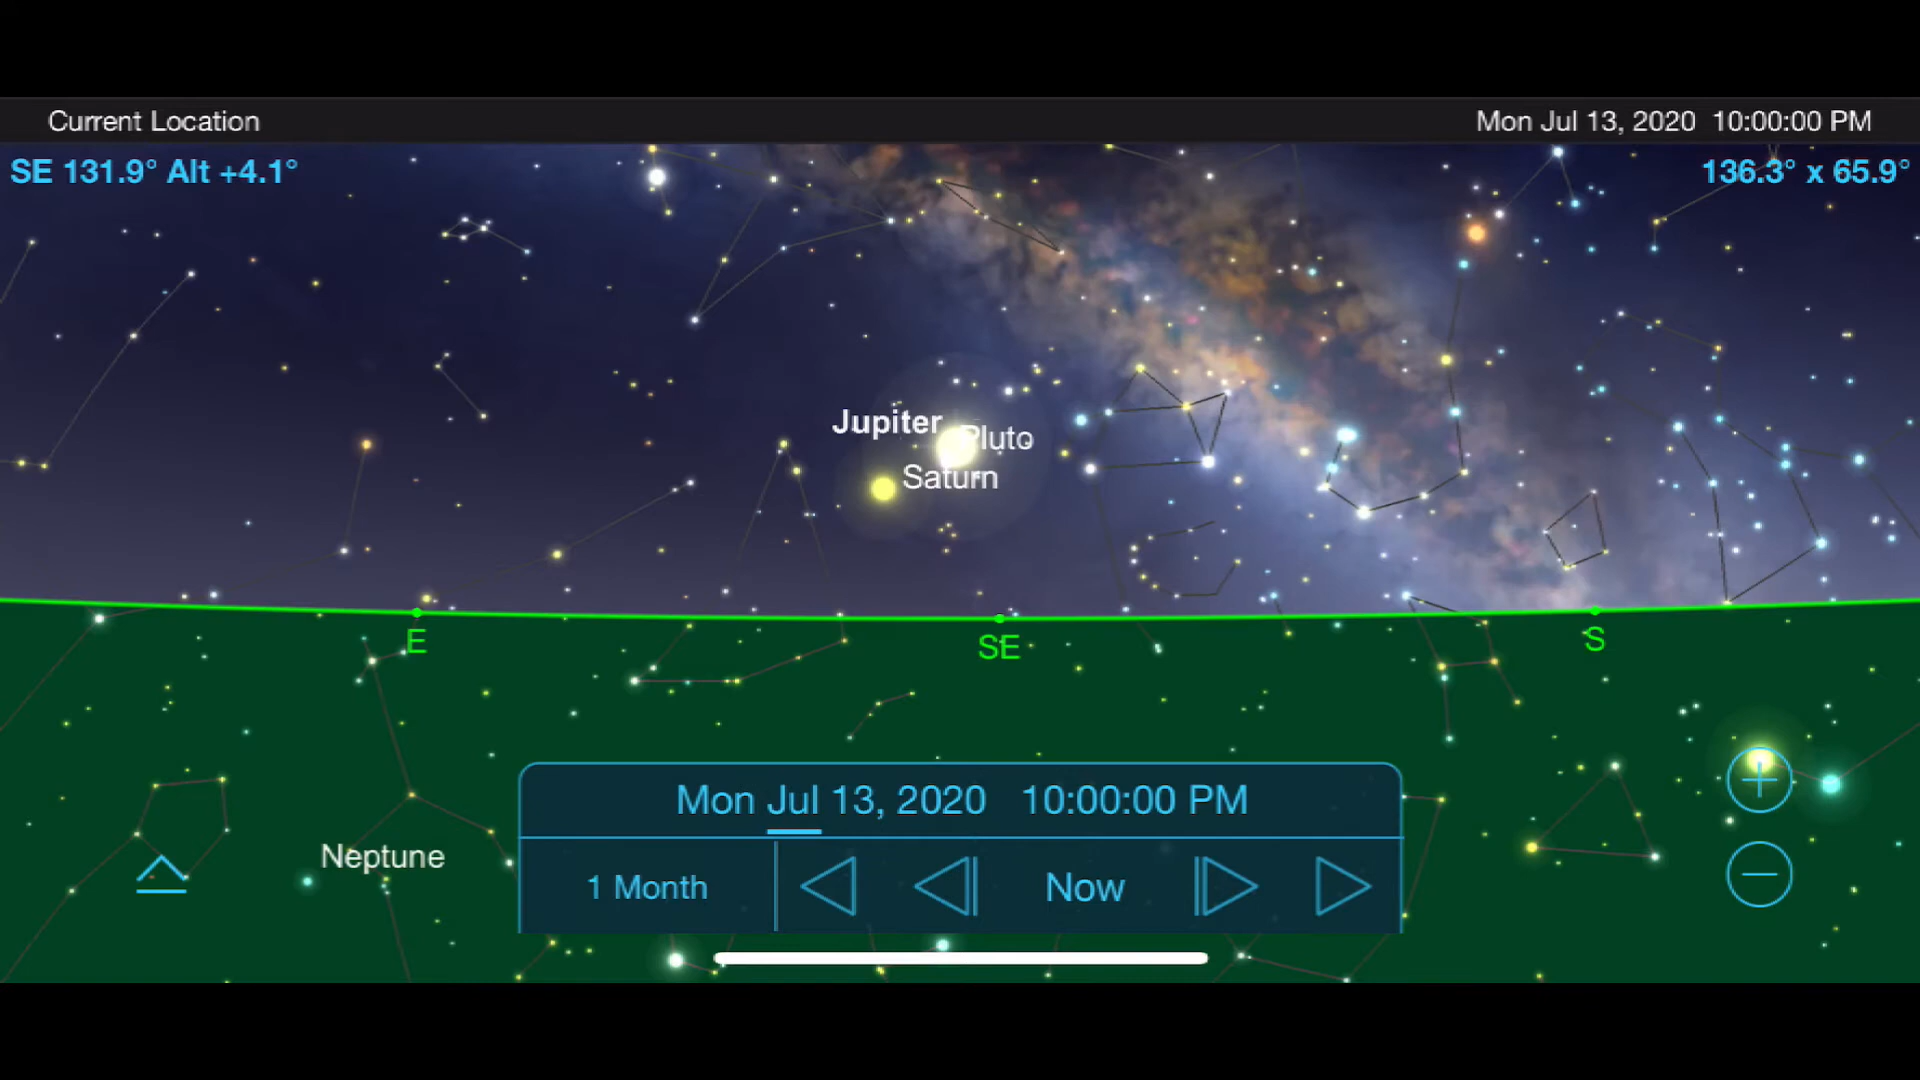 Current Location
Mon Jul 13, 2020 10:00:00 PM
SE 131.9° Alt +4.1°
136.3° x 65.9°
Jupiter
Pluto
Saturn
E
SE
S
Neptune
Mon Jul 13, 2020 10:00:00 PM
1 Month
Now